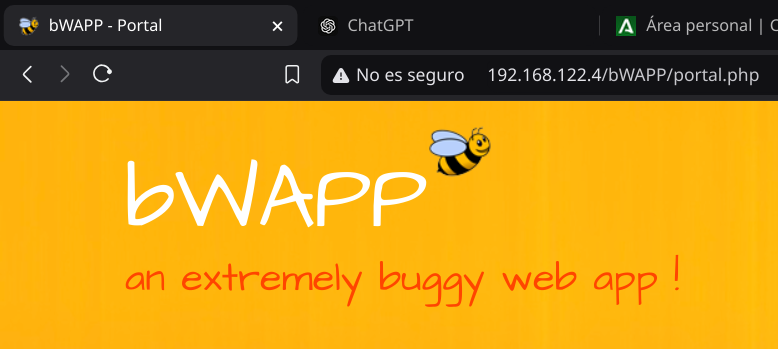 bWAPP - Portal
ChatGPT
Área personal | C
No es seguro 192.168.122.4/bWAPP/portal.php
bWAPP
an extremely buggy web app !